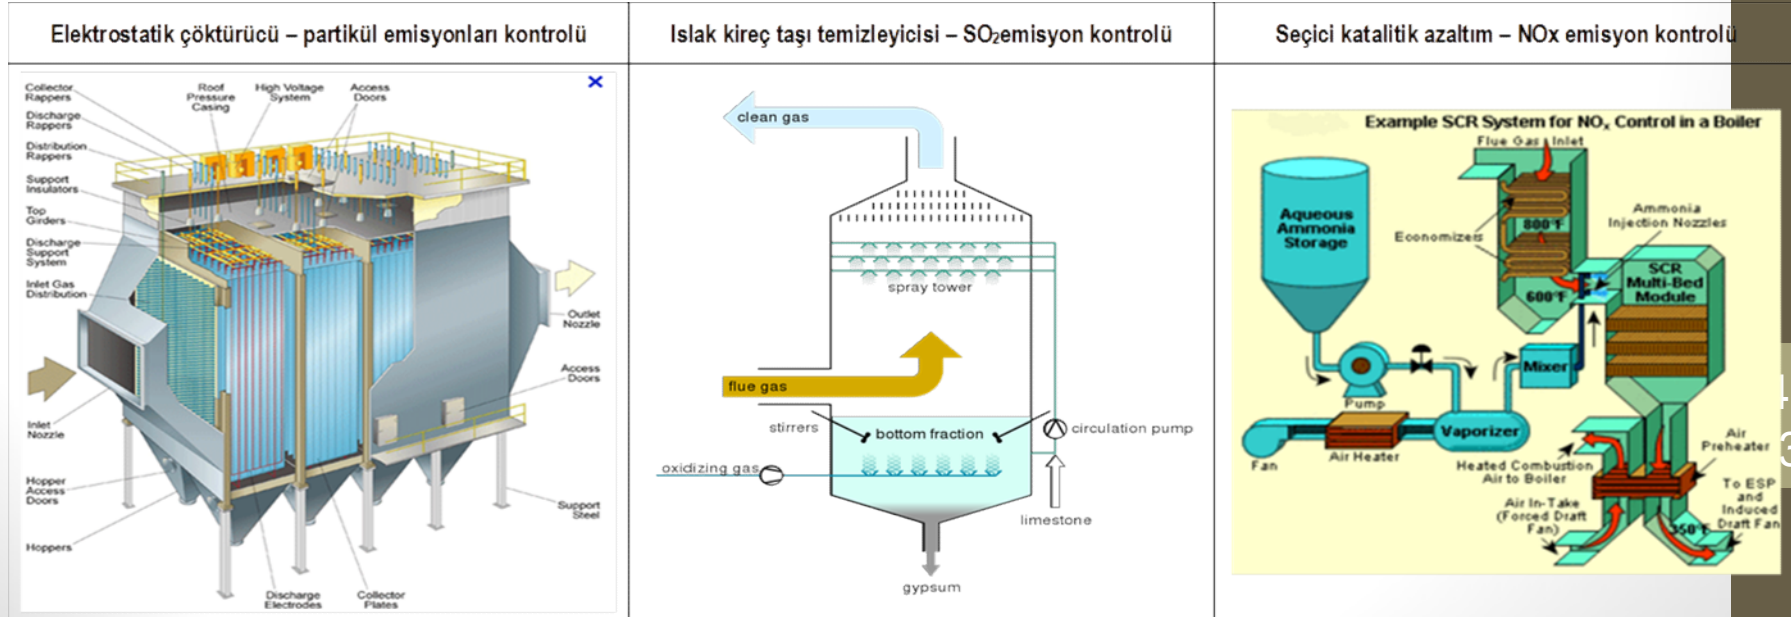 Elektrostatik çöktürücü – partikül emisyonları kontrolü
Collector
Rappers
Discharge
Rappers
Distribution
Rappers
Support
Insulators
Top
Girders
Discharge
Support
System
Inlet Gas
Distribution
Inlet
Nozzle
Hopper
Access
Doors
Hoppers
Roof
Pressure
Casing
High Voltage
System
Access
Doors
Outlet
Nozzle
Access
Doors
Support
Steel
Discharge
Electrodes
Collector
Plates
Islak kireç taşı temizleyicisi – SO2emisyon kontrolü
clean gas
spray tower
flue gas
stirrers
bottom fraction
circulation pump
oxidizing gas
limestone
gypsum
Seçici katalitik azaltım – NOx emisyon kontrolü
Example SCR System for NOx Control in a Boiler
Flue Gas Inlet
Aqueous
Ammonia
Storage
Economizers
800°F
600°F
Ammonia
Injection Nozzles
SCR
Multi-Bed
Module
Mixer
Pump
Vaporizer
Fan
Air Heater
Heated Combustion
Air to Boiler
Air In-Take
(Forced Draft
Fan)
Air
Preheater
To ESP
and
Induced
Draft Fan
350°F
4
3